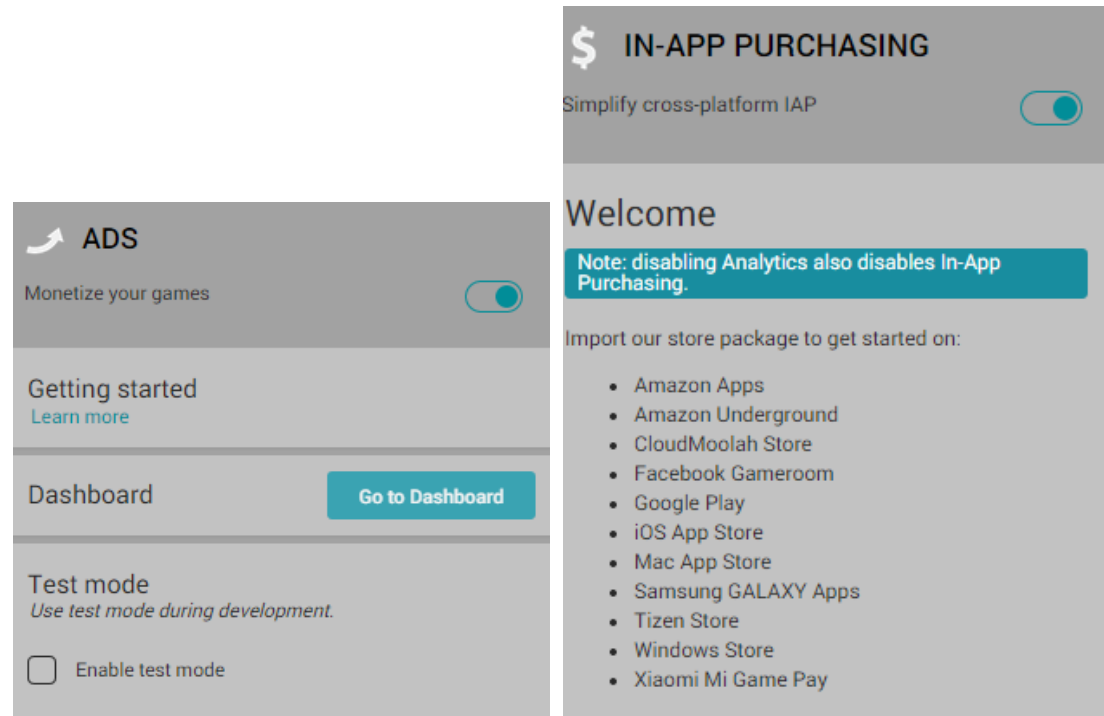 ADS
Monetize your games
Getting started
Learn more
Dashboard
Go to Dashboard
Test mode
Use test mode during development.
Enable test mode
$ IN-APP PURCHASING
Simplify cross-platform IAP
Welcome
Note: disabling Analytics also disables In-App
Purchasing.
Import our store package to get started on:
• Amazon Apps
• Amazon Underground
• CloudMoolah Store
• Facebook Gameroom
• Google Play
• iOS App Store
• Mac App Store
• Samsung GALAXY Apps
• Tizen Store
• Windows Store
• Xiaomi Mi Game Pay